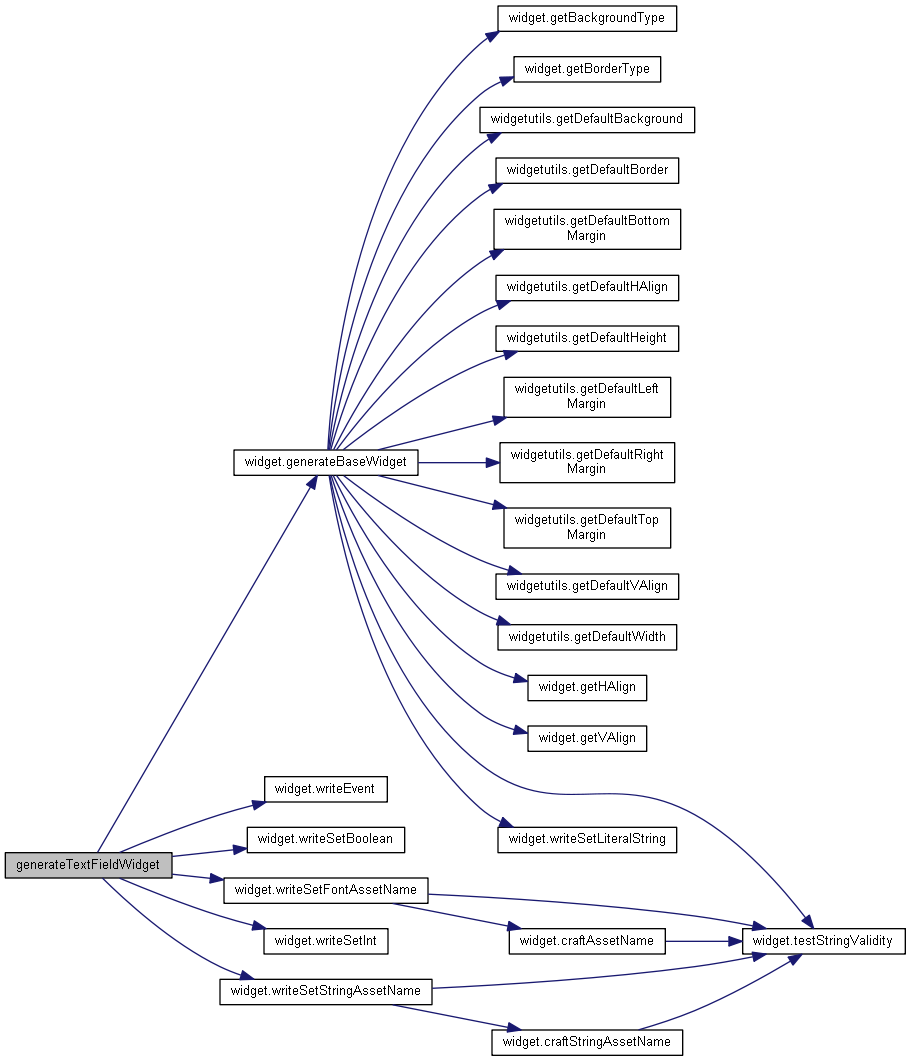 widget.getBackgroundType
widget.getBorderType
widgetutils.getDefaultBackground
widgetutils.getDefaultBorder
widgetutils.getDefaultBottom
Margin
widgetutils.getDefaultHAlign
widgetutils.getDefaultHeight
widgetutils.getDefaultLeft
Margin
widget.generateBaseWidget
widgetutils.getDefaultRight
Margin
widgetutils.getDefaultTop
Margin
widgetutils.getDefaultVAlign
widgetutils.getDefaultWidth
widget.getHAlign
widget.getVAlign
widget.writeEvent
widget.writeSetBoolean
widget.writeSetLiteralString
generateTextFieldWidget
widget.writeSetFontAssetName
widget.writeSetInt
widget.craftAssetName
widget.testStringValidity
widget.writeSetStringAssetName
widget.craftStringAssetName